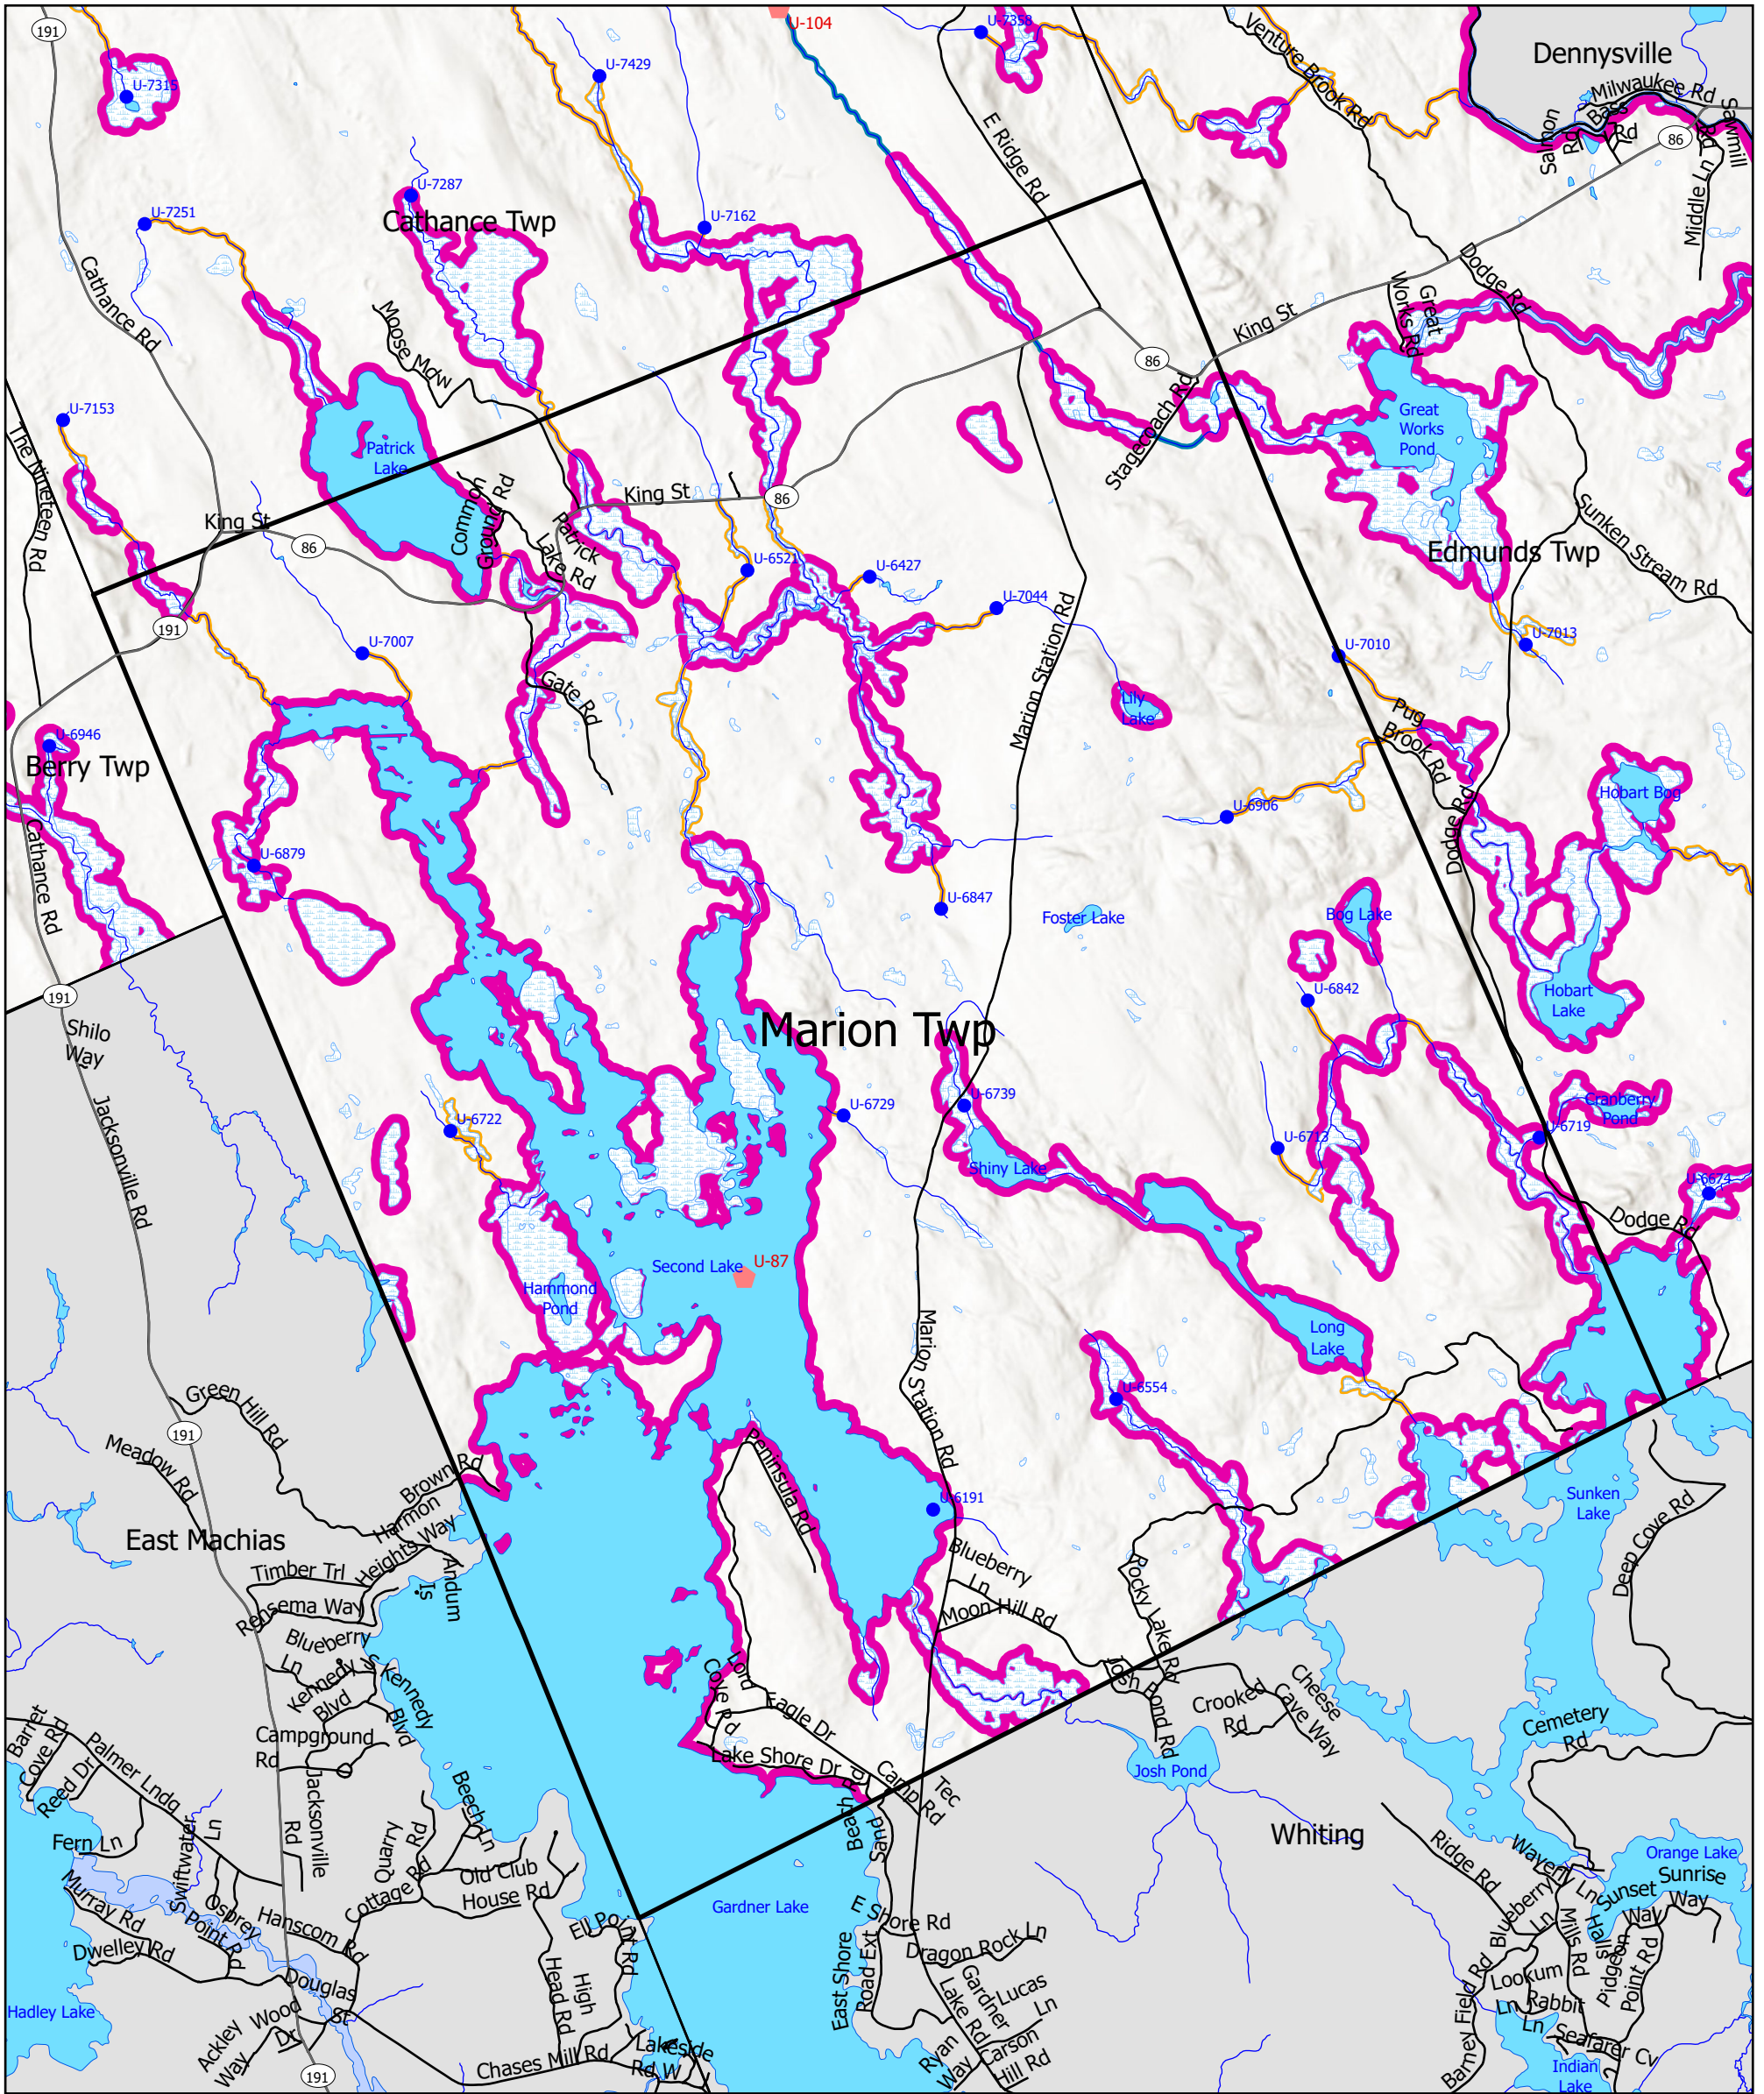 U-104
U-7358
191
Dennysville
Venture Brook Rd
U-7429
Milwaukee Rd
U-7315
Salmon
Rd
Bass
Rd
Sawmill
Rd
86
E Ridge Rd
Middle Ln
U-7287
U-7251
Cathance Twp
U-7162
Cathance Rd
Dodge Rd
Great
Works Rd
King St
Moose Mdw
86
Stagecoach Rd
U-7153
Great
Works
Pond
Patrick
Lake
The Nineteen Rd
Common
Ground Rd
King St
86
King St
86
Patrick
Lake Rd
Sunken Stream Rd
Edmunds Twp
U-6521
U-6427
U-7044
191
U-7013
U-7007
U-7010
Marion Station Rd
Gate Rd
Lily
Lake
Pug
Brook Rd
U-6946
Berry Twp
Hobart Bog
U-6906
Dodge Rd
Cathance Rd
U-6879
U-6847
Foster Lake
Bog Lake
191
U-6842
Hobart
Lake
Shilo
Way
Marion Twp
Jacksonville Rd
U-6722
U-6729
U-6739
Cranberry
Pond
U-6719
U-6713
Shiny Lake
U-6674
Dodge Rd
Second Lake
U-87
Hammond
Pond
Long
Lake
Marion Station Rd
Green Hill Rd
U-6554
191
Meadow Rd
Peninsula Rd
Brown Rd
Sunken
Lake
U-6191
Harmon
Heights Way
East Machias
Deep Cove Rd
Blueberry
Ln
Timber Trl
Andum
Is
Rocky Lake Rd
Rensema Way
Moon Hill Rd
Blueberry
Ln
Kennedy
Blvd
S Kennedy
Blvd
Lord
Cove Rd
Josh Pond Rd
Crooked
Rd
Cheese
Cave Way
Eagle Dr
Barret
Cove Rd
Campground
Rd
Cemetery
Rd
Palmer Lndg
Reed Dr
Lake Shore Dr
Josh Pond
Camp Rd
Tec
Beech Ln
Jacksonville
Rd
Sand
Beach Rd
Whiting
Swiftwater
Ln
Fern Ln
Quarry
Rd
Ridge Rd
Waverly Ln
Orange Lake
Old Club
House Rd
Cottage Rd
Sunrise
Way
Sunset
Way
Murray Rd
Osprey
S Point Rd
Hanscom Rd
Gardner Lake
E Shore Rd
Blueberry
Ln
Mills Rd
Halls
Ell Point Rd
Dwelley Rd
Dragon Rock Ln
East Shore
Road Ext
Pidgeon
Point Rd
Douglas
St
Head Rd
High
Gardner
Lake Rd
Lucas
Ln
Lookum
Ln
Rabbit
Ln
Hadley Lake
Wood
Dr
Ackley
Way
Barney Field Rd
Seafarer Cv
Chases Mill Rd
Lakeside
Rd W
Ryan
Way
Carson
Hill Rd
Indian
Lake
191